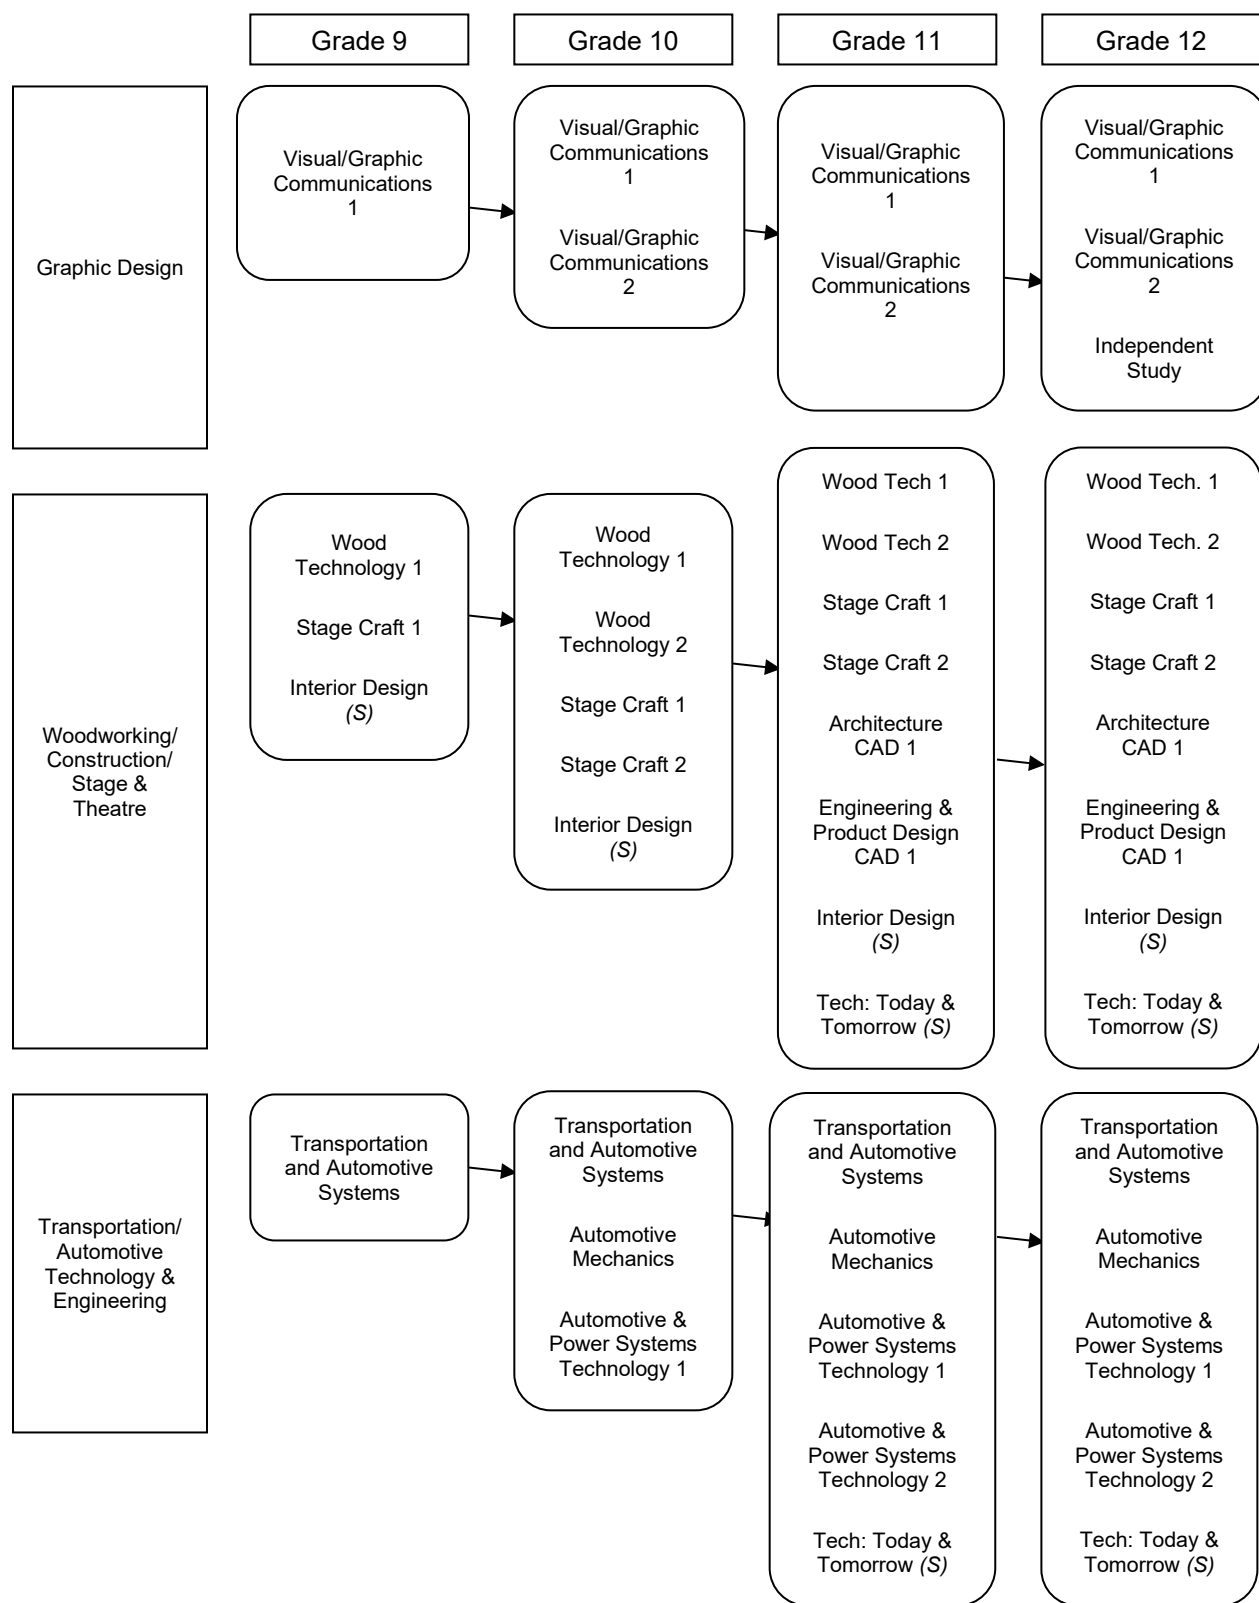 Grade 9
Grade 10
Grade 11
Grade 12
Graphic Design
Visual/Graphic
Communications
1
Visual/Graphic
Communications
1
Visual/Graphic
Communications
2
Visual/Graphic
Communications
1
Visual/Graphic
Communications
2
Visual/Graphic
Communications
1
Visual/Graphic
Communications
2
Independent
Study
Woodworking/
Construction/
Stage &
Theatre
Wood
Technology 1
Stage Craft 1
Interior Design
(S)
Wood
Technology 1
Wood
Technology 2
Stage Craft 1
Stage Craft 2
Interior Design
(S)
Wood Tech 1
Wood Tech 2
Stage Craft 1
Stage Craft 2
Architecture
CAD 1
Engineering &
Product Design
CAD 1
Interior Design
(S)
Tech: Today &
Tomorrow (S)
Wood Tech. 1
Wood Tech. 2
Stage Craft 1
Stage Craft 2
Architecture
CAD 1
Engineering &
Product Design
CAD 1
Interior Design
(S)
Tech: Today &
Tomorrow (S)
Transportation/
Automotive
Technology &
Engineering
Transportation
and Automotive
Systems
Transportation
and Automotive
Systems
Automotive
Mechanics
Automotive &
Power Systems
Technology 1
Transportation
and Automotive
Systems
Automotive
Mechanics
Automotive &
Power Systems
Technology 1
Automotive &
Power Systems
Technology 2
Tech: Today &
Tomorrow (S)
Transportation
and Automotive
Systems
Automotive
Mechanics
Automotive &
Power Systems
Technology 1
Automotive &
Power Systems
Technology 2
Tech: Today &
Tomorrow (S)